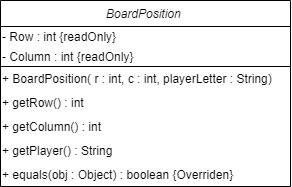 BoardPosition
- Row : int {readOnly}
- Column : int {readOnly}
+ BoardPosition( r : int, c : int, playerLetter : String)
+ getRow() : int
+ getColumn() : int
+ getPlayer() : String
+ equals(obj : Object) : boolean {Overriden}